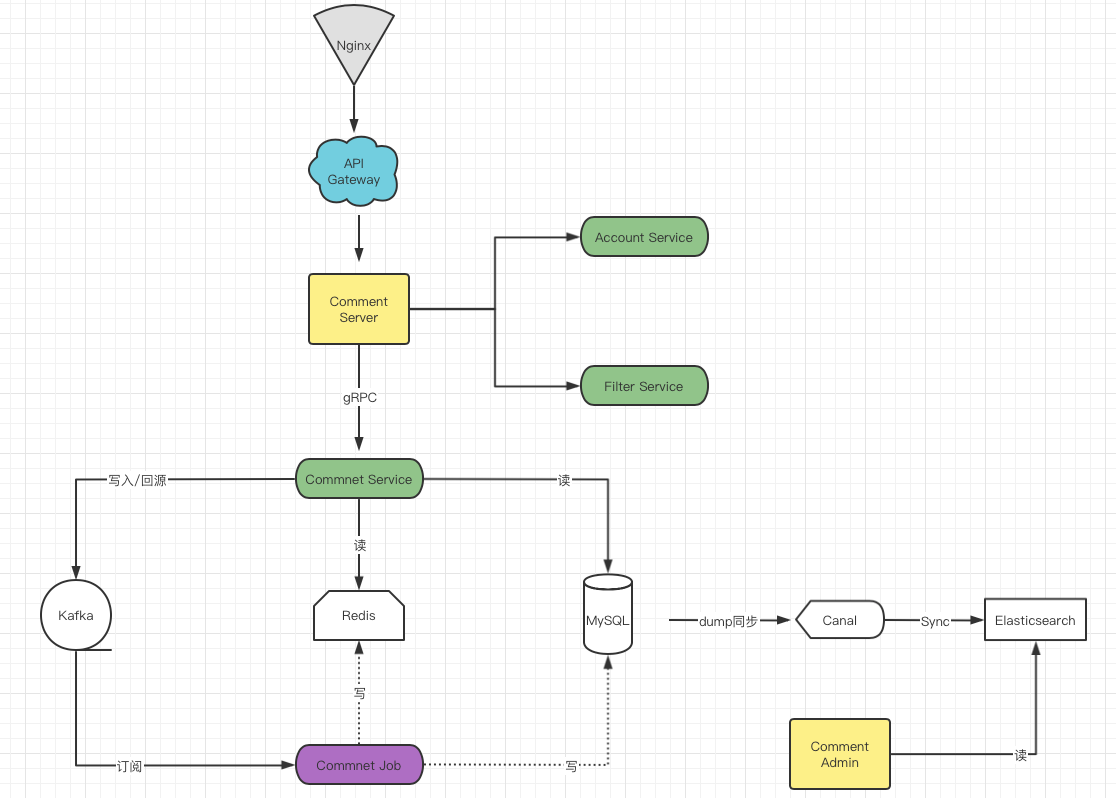 Nginx
API
Gateway
Account Service
Comment
Server
Filter Service
gRPC
写入/回源
Commnet Service
读
读
Kafka
Redis
MySQL
dump同步
Canal
Sync
Elasticsearch
写
订阅
Commnet Job
写
Comment
Admin
读